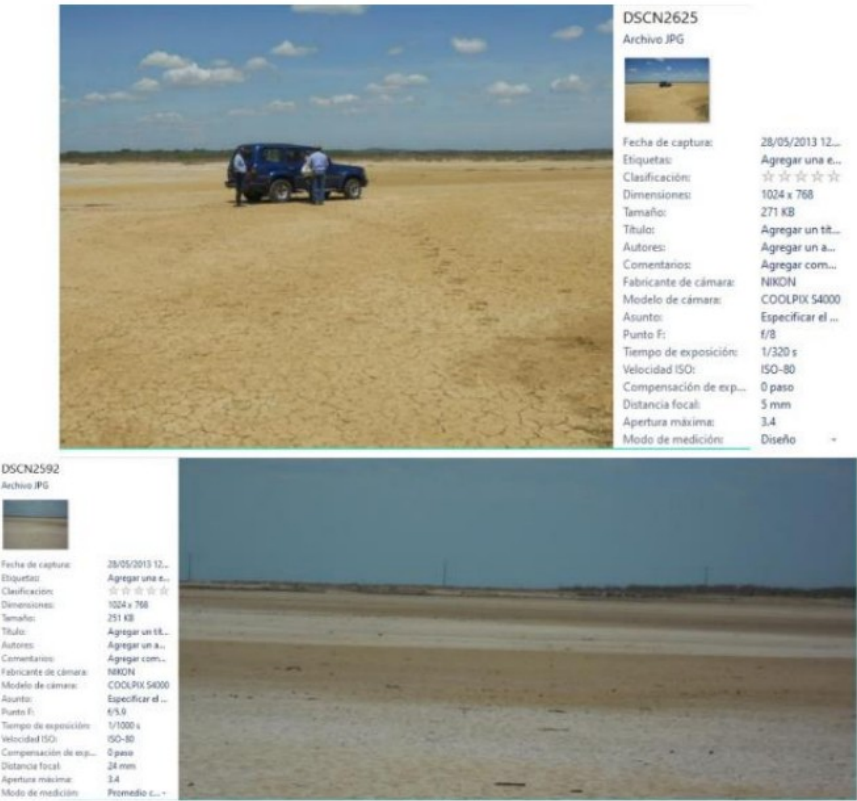 DSCN2625
Archivo JPG
Fecha de captura: 28/05/2013 12...
Etiquetas: Agregar una e...
Clasificación: ☆☆☆☆☆
Dimensiones: 1024 x 768
Tamaño: 271 KB
Título: Agregar un tít...
Autores: Agregar un a...
Comentarios: Agregar com...
Fabricante de cámara: NIKON
Modelo de cámara: COOLPIX S4000
Asunto: Especificar el ...
Punto F: f/8
Tiempo de exposición: 1/320 s
Velocidad ISO: ISO-80
Compensación de exp... 0 paso
Distancia focal: 5 mm
Apertura máxima: 3.4
Modo de medición: Diseño
DSCN2592
Archivo JPG
Fecha de captura: 28/05/2013 12...
Etiquetas: Agregar una e...
Clasificación: ☆☆☆☆☆
Dimensiones: 1024 x 768
Tamaño: 251 KB
Título: Agregar un tít...
Autores: Agregar un a...
Comentarios: Agregar com...
Fabricante de cámara: NIKON
Modelo de cámara: COOLPIX S4000
Asunto: Especificar el ...
Punto F: f/5.9
Tiempo de exposición: 1/1000 s
Velocidad ISO: ISO-80
Compensación de exp... 0 paso
Distancia focal: 24 mm
Apertura máxima: 3.4
Modo de medición: Promedio c...